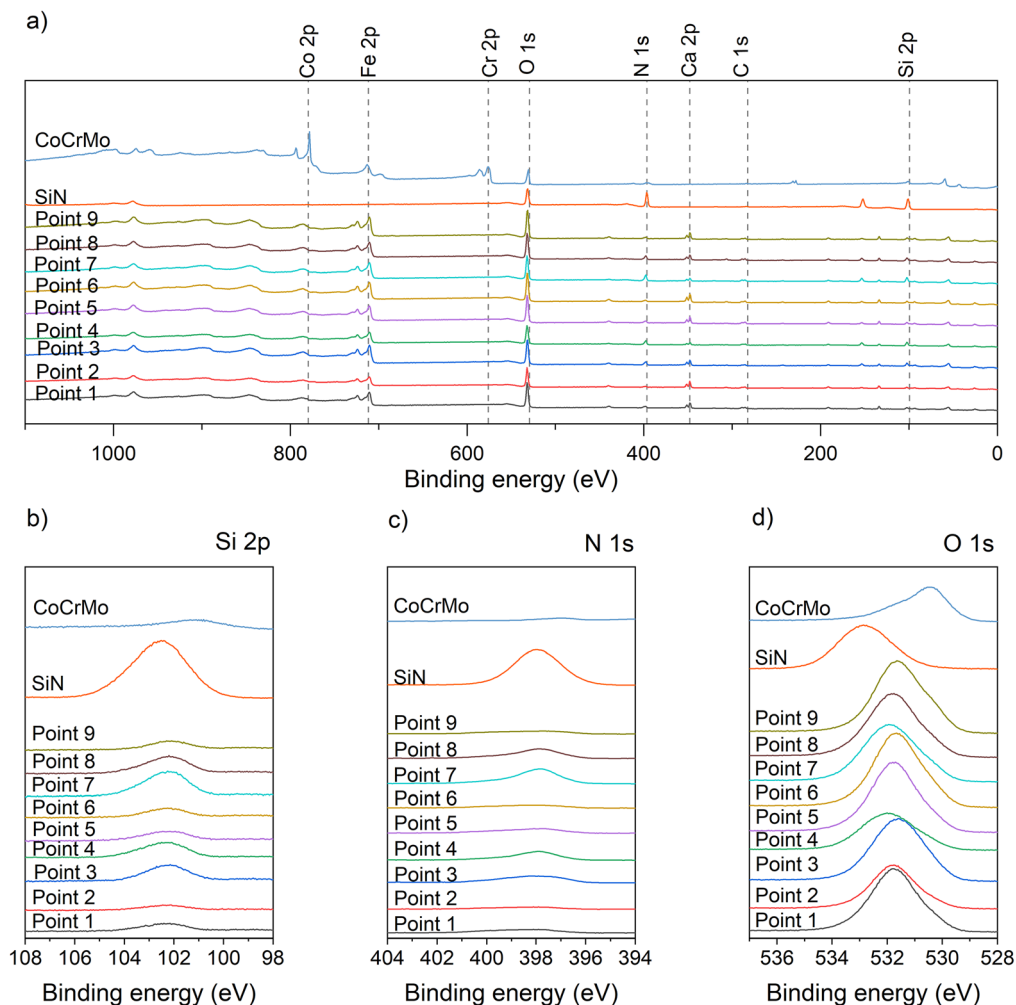 a)
Co 2p
Fe 2p
Cr 2p
O 1s
N 1s
Ca 2p
C 1s
Si 2p
CoCrMo
SiN
Point 9
Point 8
Point 7
Point 6
Point 5
Point 4
Point 3
Point 2
Point 1
1000 800 600 400 200 0
Binding energy (eV)
b)
Si 2p
CoCrMo
SiN
Point 9
Point 8
Point 7
Point 6
Point 5
Point 4
Point 3
Point 2
Point 1
108 106 104 102 100 98
Binding energy (eV)
c)
N 1s
CoCrMo
SiN
Point 9
Point 8
Point 7
Point 6
Point 5
Point 4
Point 3
Point 2
Point 1
404 402 400 398 396 394
Binding energy (eV)
d)
O 1s
CoCrMo
SiN
Point 9
Point 8
Point 7
Point 6
Point 5
Point 4
Point 3
Point 2
Point 1
536 534 532 530 528
Binding energy (eV)